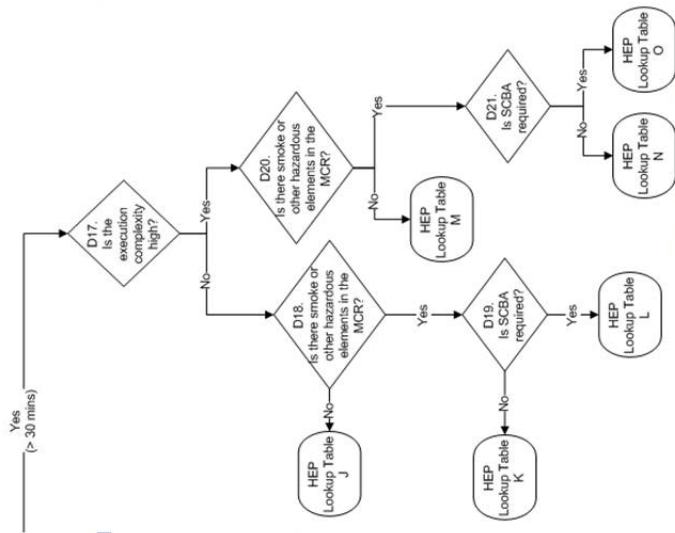 Yes
(> 30 mins)
D17.
Is the
execution
complexity
high?
No
Yes
D18.
Is there smoke or
other hazardous
elements in the
MCR?
No
HEP
Lookup Table
J
Yes
D19.
Is SCBA
required?
No
HEP
Lookup Table
K
Yes
HEP
Lookup Table
L
D20.
Is there smoke or
other hazardous
elements in the
MCR?
No
HEP
Lookup Table
M
Yes
D21.
Is SCBA
required?
No
HEP
Lookup Table
N
Yes
HEP
Lookup Table
O